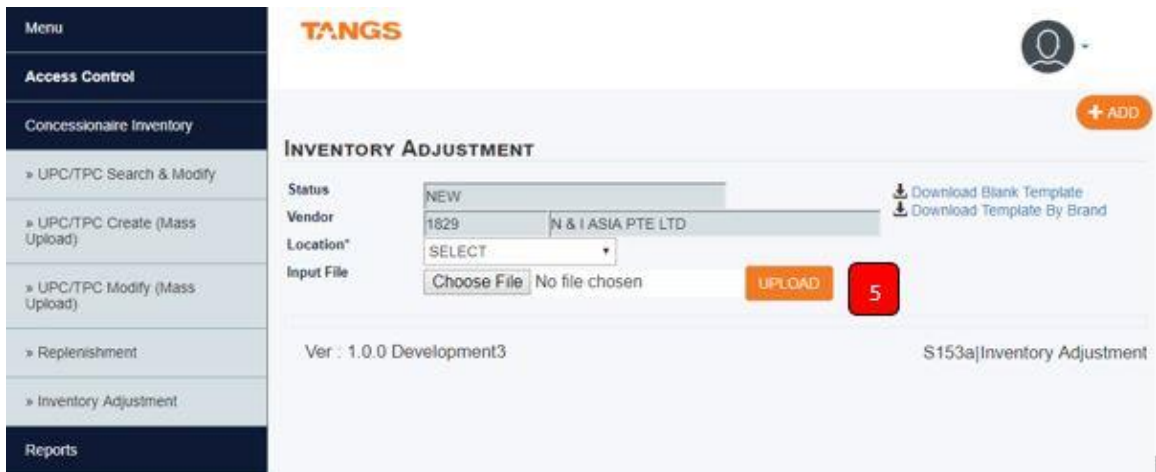 Menu
TANGS
Access Control
+ ADD
Concessionaire Inventory
INVENTORY ADJUSTMENT
» UPC/TPC Search & Modify
Status
NEW
Download Blank Template
Vendor
1829
N & I ASIA PTE LTD
Download Template By Brand
» UPC/TPC Create (Mass
Upload)
Location*
SELECT
Input File
Choose File No file chosen
UPLOAD
5
» UPC/TPC Modify (Mass
Upload)
» Replenishment
Ver : 1.0.0 Development3
S153a|Inventory Adjustment
» Inventory Adjustment
Reports